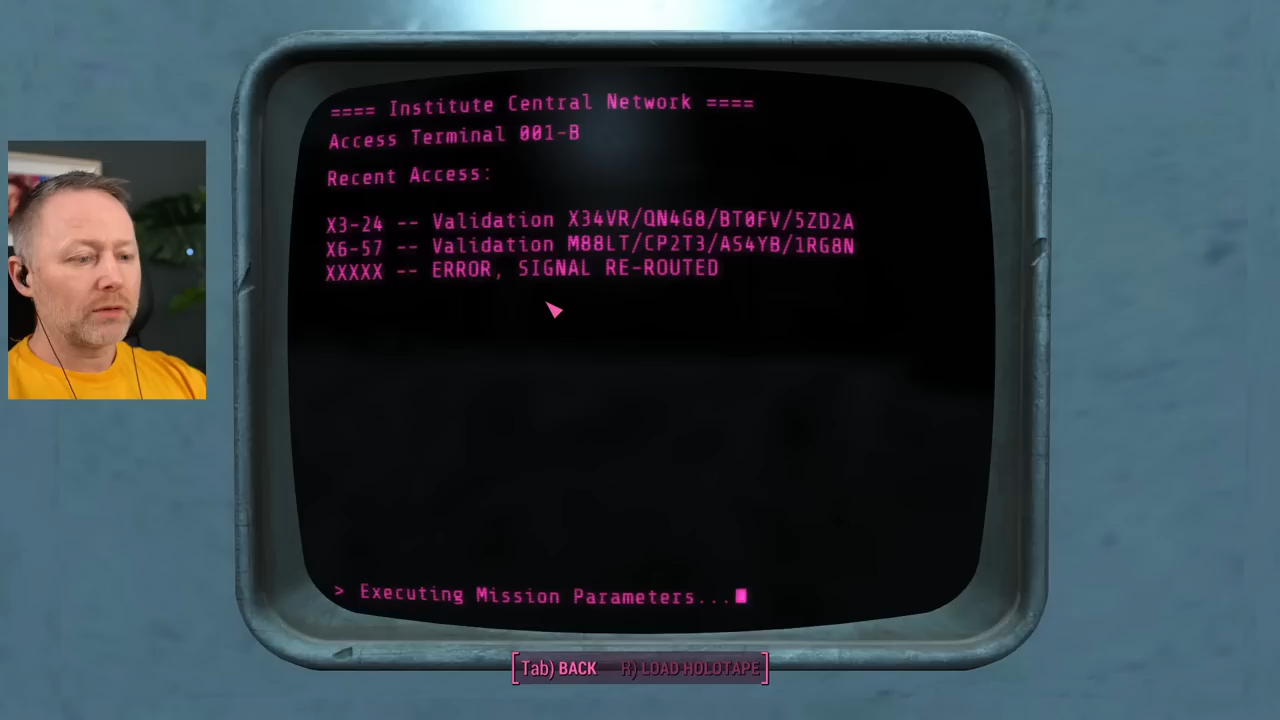 ==== Institute Central Network ====
Access Terminal 001-B
Recent Access:
X3-24 -- Validation X34VR/QN4G8/BT0FV/5ZD2A
X6-57 -- Validation M88LT/CP2T3/AS4YB/1RG8N
XXXXX -- ERROR, SIGNAL RE-ROUTED
> Executing Mission Parameters...
Tab) BACK R) LOAD HOLOTAPE